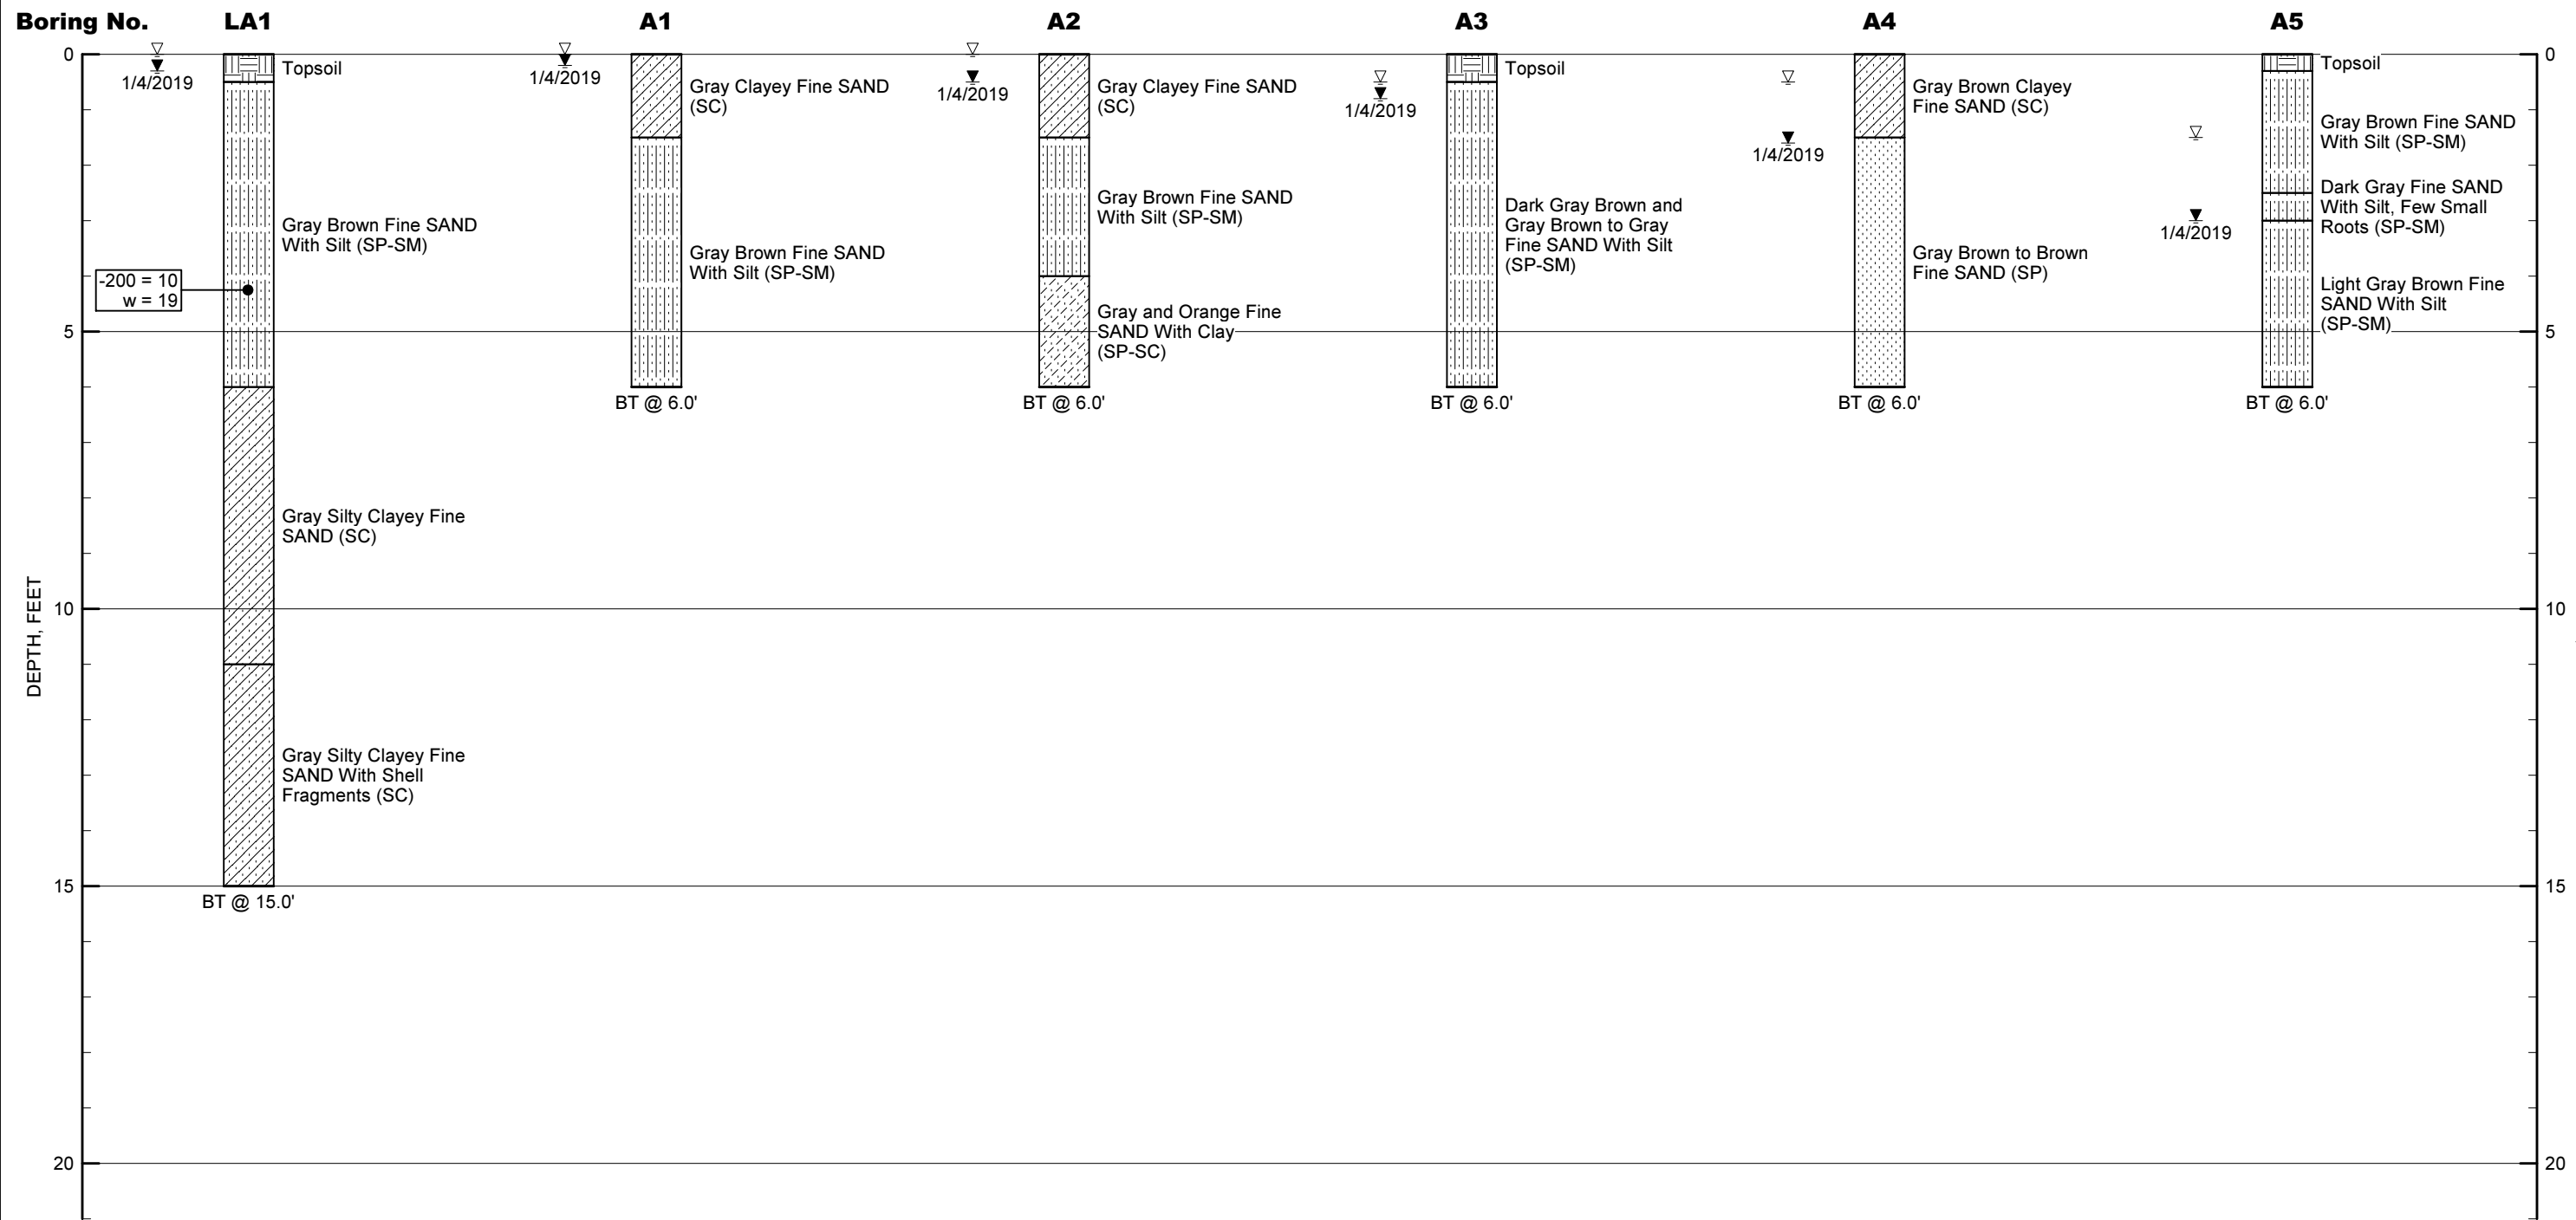 Boring No.
LA1
A1
A2
A3
A4
A5
0
0
1/4/2019
Topsoil
Gray Brown Fine SAND
With Silt (SP-SM)
-200 = 10
w = 19
Gray Silty Clayey Fine
SAND (SC)
Gray Silty Clayey Fine
SAND With Shell
Fragments (SC)
BT @ 15.0'
1/4/2019
Gray Clayey Fine SAND
(SC)
Gray Brown Fine SAND
With Silt (SP-SM)
BT @ 6.0'
1/4/2019
Gray Clayey Fine SAND
(SC)
Gray Brown Fine SAND
With Silt (SP-SM)
Gray and Orange Fine
SAND With Clay
(SP-SC)
BT @ 6.0'
1/4/2019
Topsoil
Dark Gray Brown and
Gray Brown to Gray
Fine SAND With Silt
(SP-SM)
BT @ 6.0'
1/4/2019
Gray Brown Clayey
Fine SAND (SC)
Gray Brown to Brown
Fine SAND (SP)
BT @ 6.0'
1/4/2019
Topsoil
Gray Brown Fine SAND
With Silt (SP-SM)
Dark Gray Fine SAND
With Silt, Few Small
Roots (SP-SM)
Light Gray Brown Fine
SAND With Silt
(SP-SM)
BT @ 6.0'
5
5
DEPTH, FEET
10
10
15
15
20
20